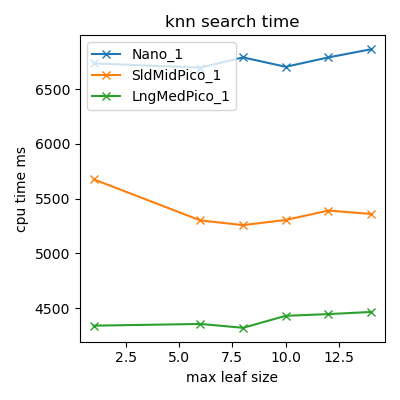 knn search time
Nano_1
SldMidPico_1
LngMedPico_1
6500
6000
5500
5000
4500
cpu time ms
2.5 5.0 7.5 10.0 12.5
max leaf size